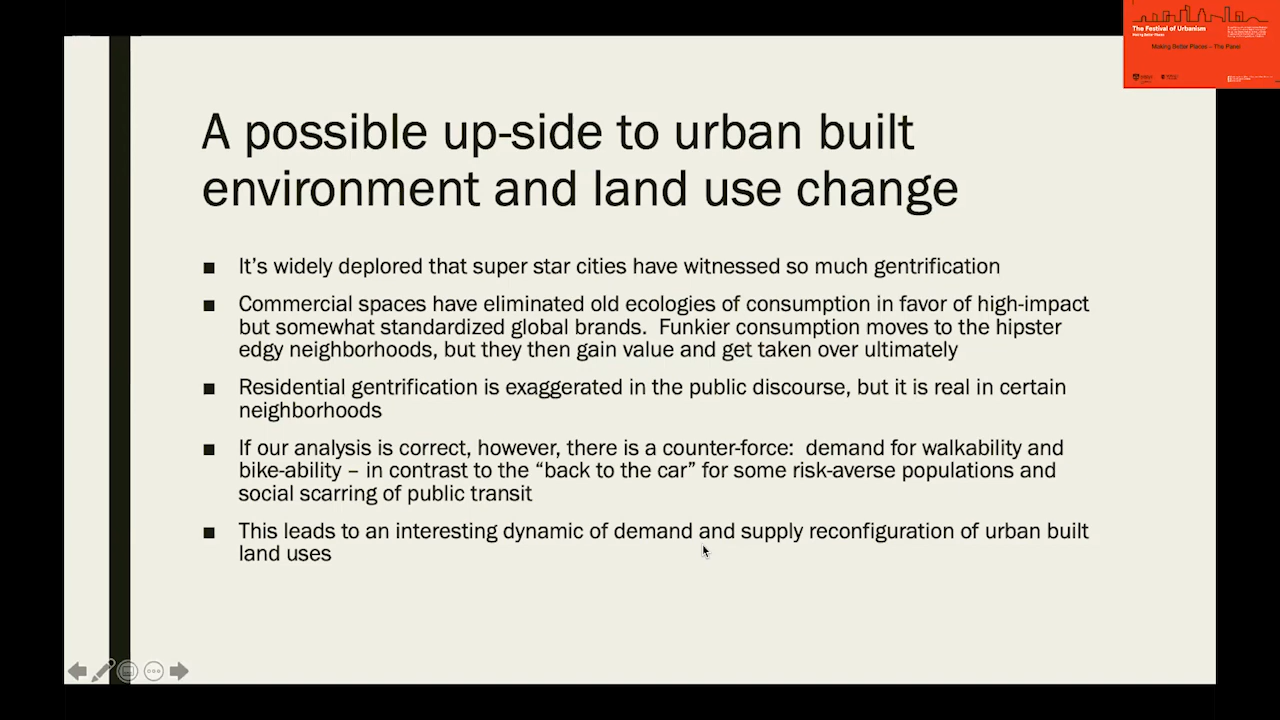 The Festival of Urbanism
Making Better Places
Making Better Places – The Panel
A possible up-side to urban built
environment and land use change
■ It's widely deplored that super star cities have witnessed so much gentrification
■ Commercial spaces have eliminated old ecologies of consumption in favor of high-impact
but somewhat standardized global brands.  Funkier consumption moves to the hipster
edgy neighborhoods, but they then gain value and get taken over ultimately
■ Residential gentrification is exaggerated in the public discourse, but it is real in certain
neighborhoods
■ If our analysis is correct, however, there is a counter-force:  demand for walkability and
bike-ability – in contrast to the “back to the car” for some risk-averse populations and
social scarring of public transit
■ This leads to an interesting dynamic of demand and supply reconfiguration of urban built
land uses